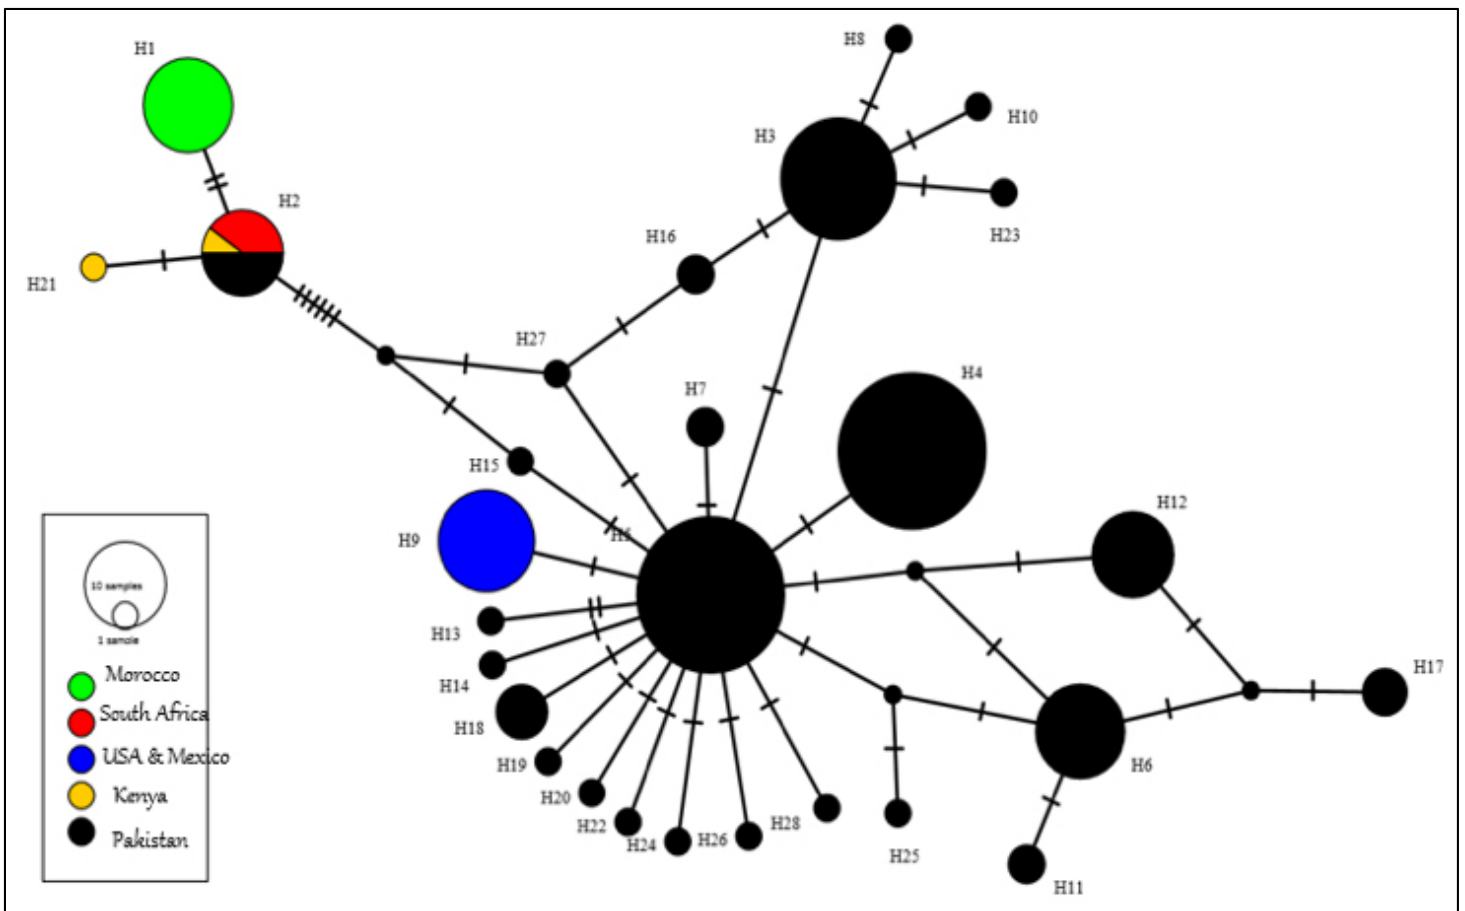 H1
H8
H10
H3
H2
H23
H16
H21
H27
H4
H7
H15
H12
H5
H9
H13
H17
H14
H18
H19
H6
H20
H22
H28
H24
H26
H25
H11
10 samples
1 sample
Morocco
South Africa
USA & Mexico
Kenya
Pakistan